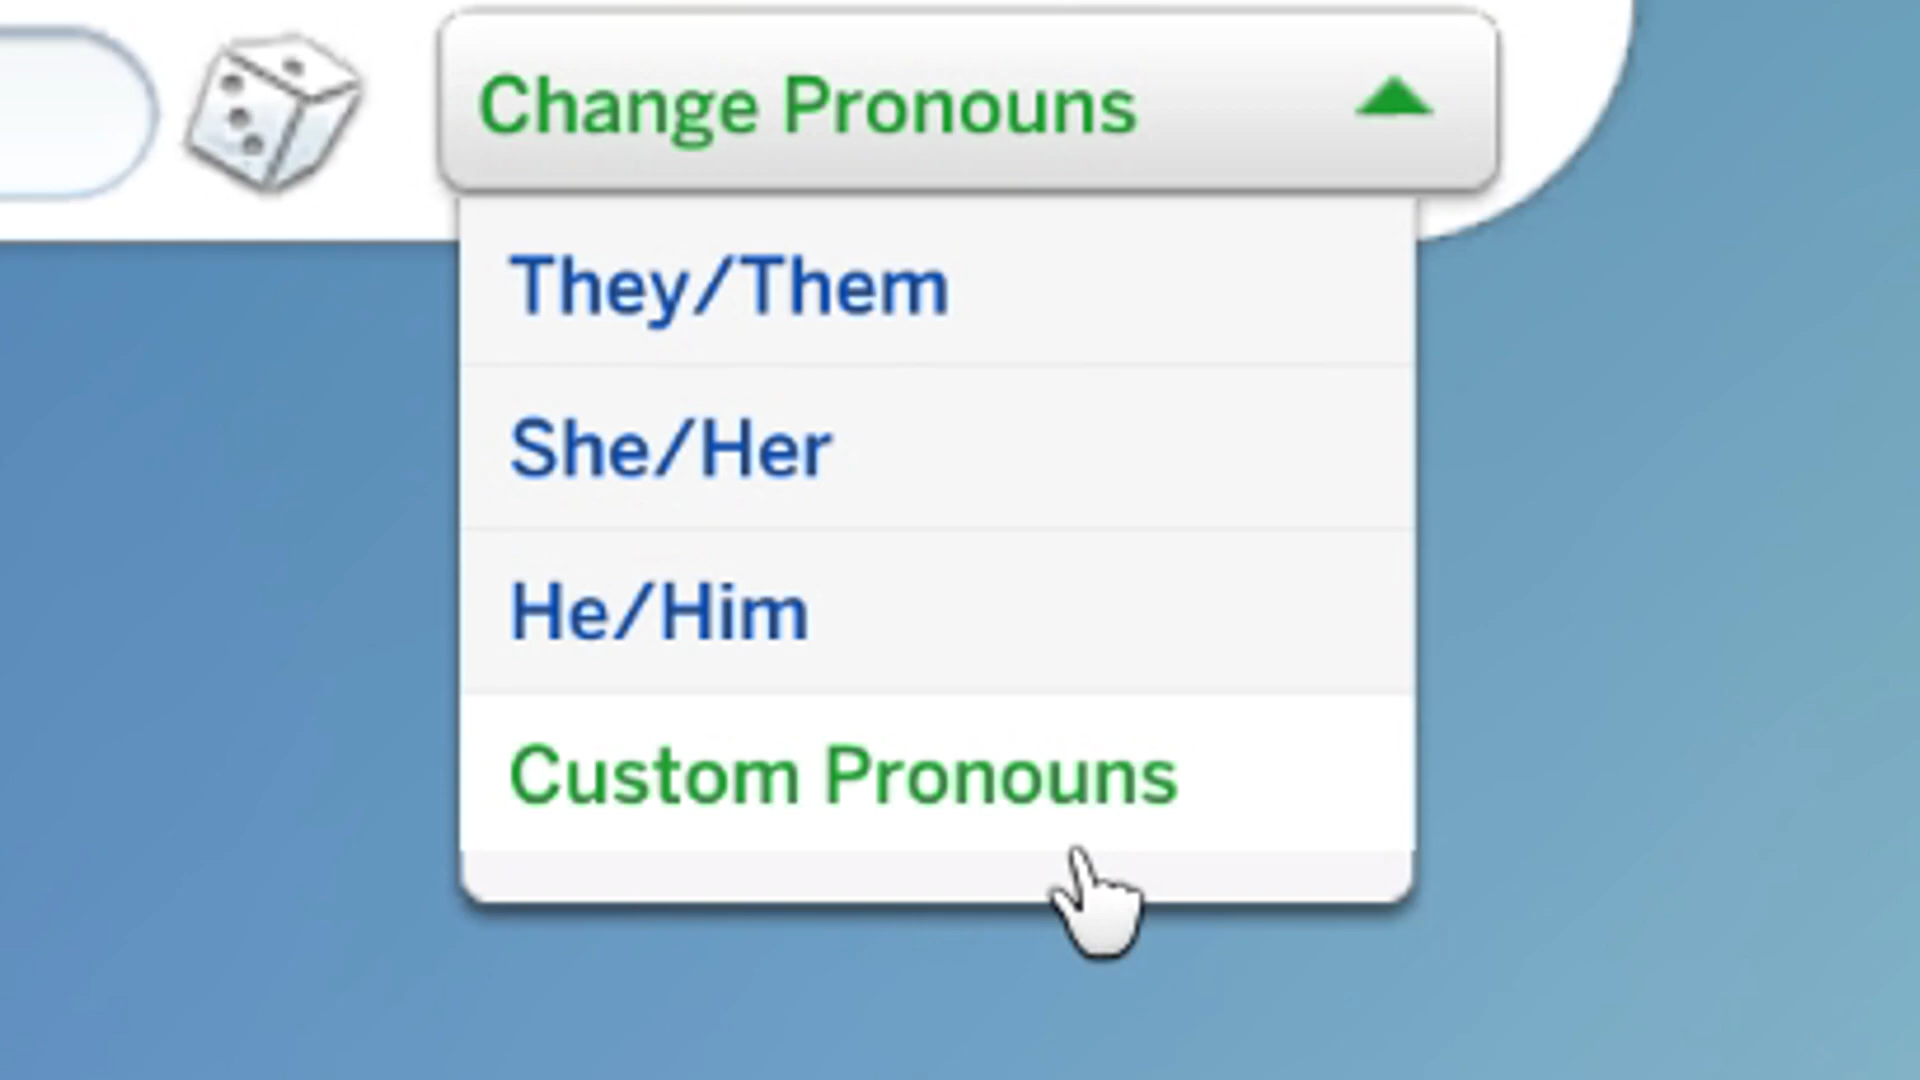 Change Pronouns
They/Them
She/Her
He/Him
Custom Pronouns